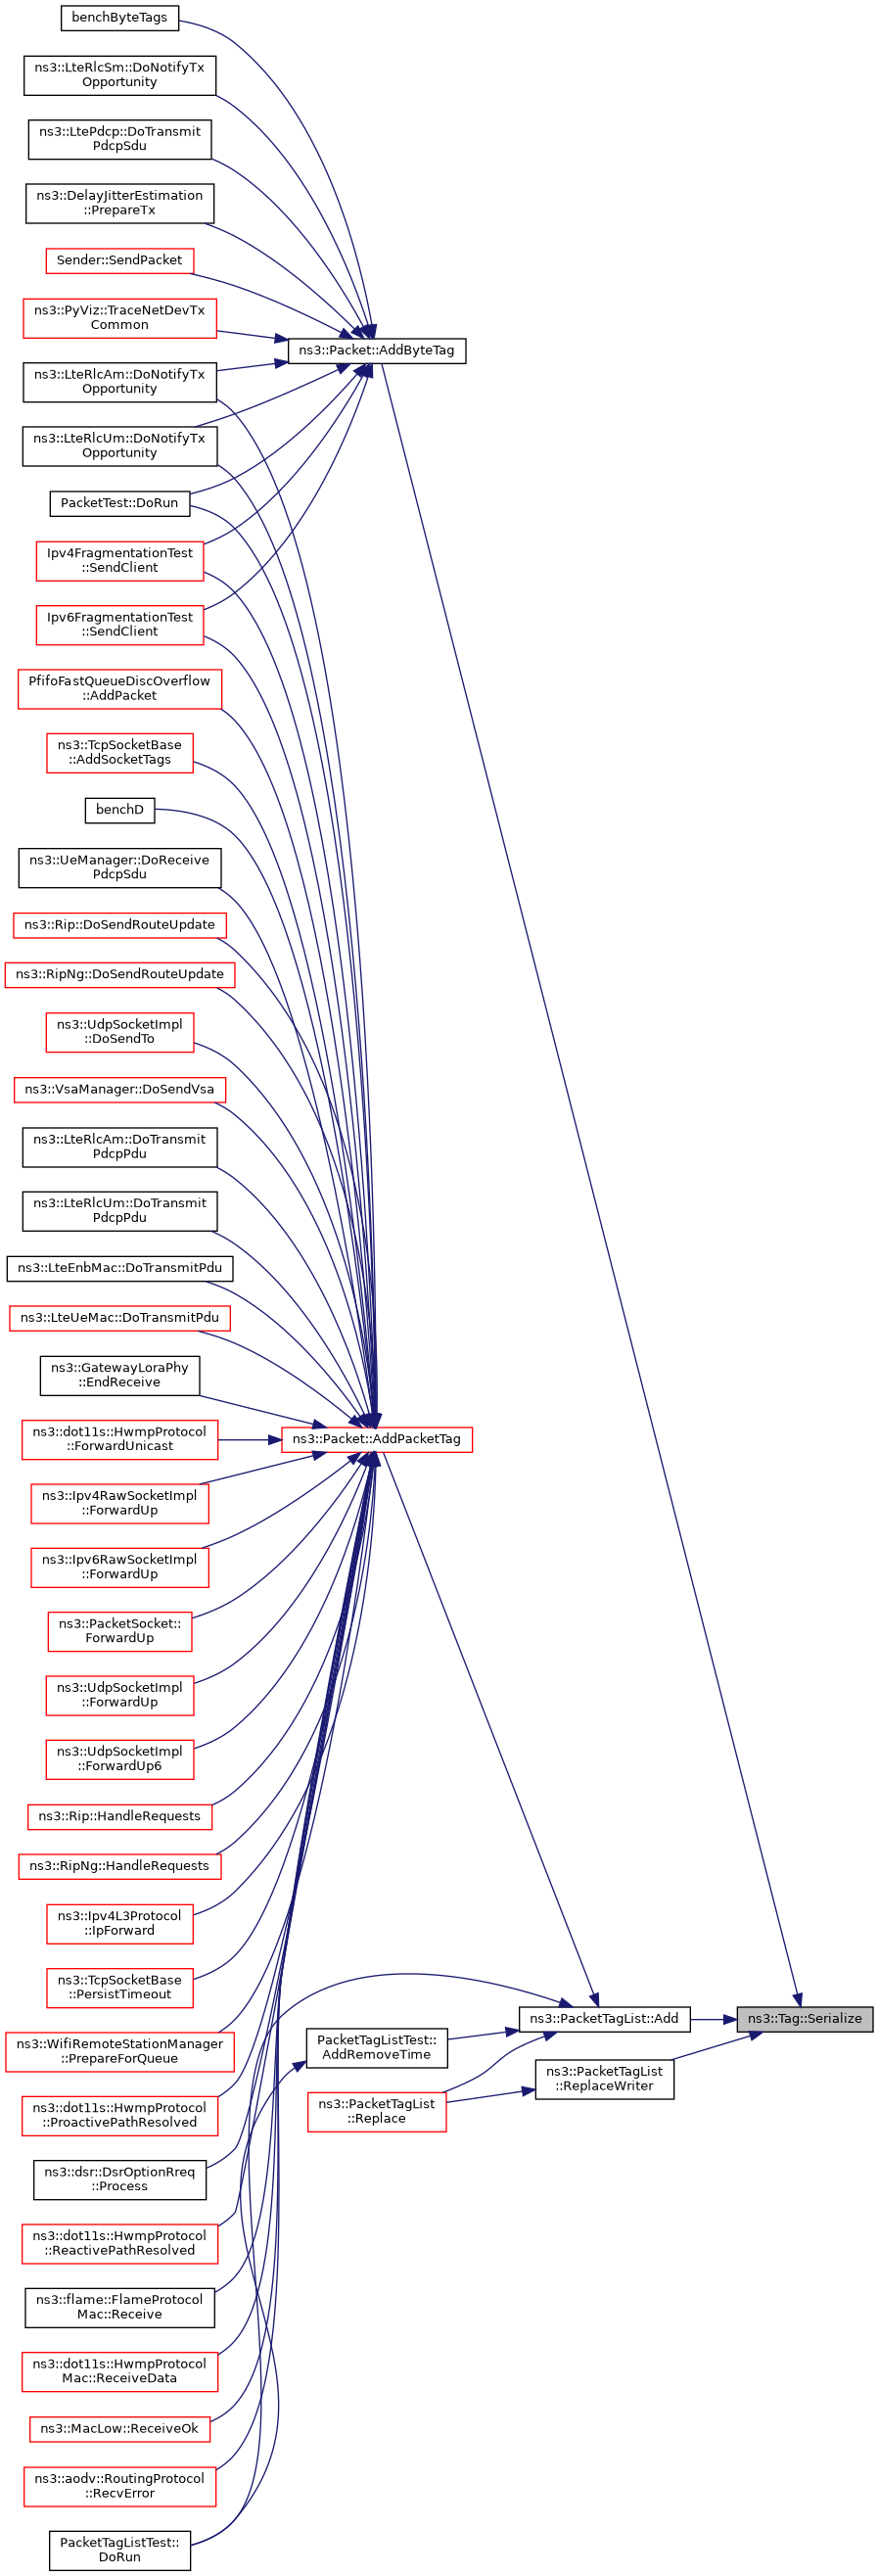 benchByteTags
ns3::LteRlcSm::DoNotifyTx
Opportunity
ns3::LtePdcp::DoTransmit
PdcpSdu
ns3::DelayJitterEstimation
::PrepareTx
Sender::SendPacket
ns3::PyViz::TraceNetDevTx
Common
ns3::Packet::AddByteTag
ns3::LteRlcAm::DoNotifyTx
Opportunity
ns3::LteRlcUm::DoNotifyTx
Opportunity
PacketTest::DoRun
Ipv4FragmentationTest
::SendClient
Ipv6FragmentationTest
::SendClient
PfifoFastQueueDiscOverflow
::AddPacket
ns3::TcpSocketBase
::AddSocketTags
benchD
ns3::UeManager::DoReceive
PdcpSdu
ns3::Rip::DoSendRouteUpdate
ns3::RipNg::DoSendRouteUpdate
ns3::UdpSocketImpl
::DoSendTo
ns3::VsaManager::DoSendVsa
ns3::LteRlcAm::DoTransmit
PdcpPdu
ns3::LteRlcUm::DoTransmit
PdcpPdu
ns3::LteEnbMac::DoTransmitPdu
ns3::LteUeMac::DoTransmitPdu
ns3::GatewayLoraPhy
::EndReceive
ns3::Packet::AddPacketTag
ns3::dot11s::HwmpProtocol
::ForwardUnicast
ns3::Ipv4RawSocketImpl
::ForwardUp
ns3::Ipv6RawSocketImpl
::ForwardUp
ns3::PacketSocket::
ForwardUp
ns3::UdpSocketImpl
::ForwardUp
ns3::UdpSocketImpl
::ForwardUp6
ns3::Rip::HandleRequests
ns3::RipNg::HandleRequests
ns3::Ipv4L3Protocol
::IpForward
ns3::TcpSocketBase
::PersistTimeout
ns3::PacketTagList::Add
ns3::Tag::Serialize
PacketTagListTest::
AddRemoveTime
ns3::WifiRemoteStationManager
::PrepareForQueue
ns3::PacketTagList
::ReplaceWriter
ns3::PacketTagList
::Replace
ns3::dot11s::HwmpProtocol
::ProactivePathResolved
ns3::dsr::DsrOptionRreq
::Process
ns3::dot11s::HwmpProtocol
::ReactivePathResolved
ns3::flame::FlameProtocol
Mac::Receive
ns3::dot11s::HwmpProtocol
Mac::ReceiveData
ns3::MacLow::ReceiveOk
ns3::aodv::RoutingProtocol
::RecvError
PacketTagListTest::
DoRun